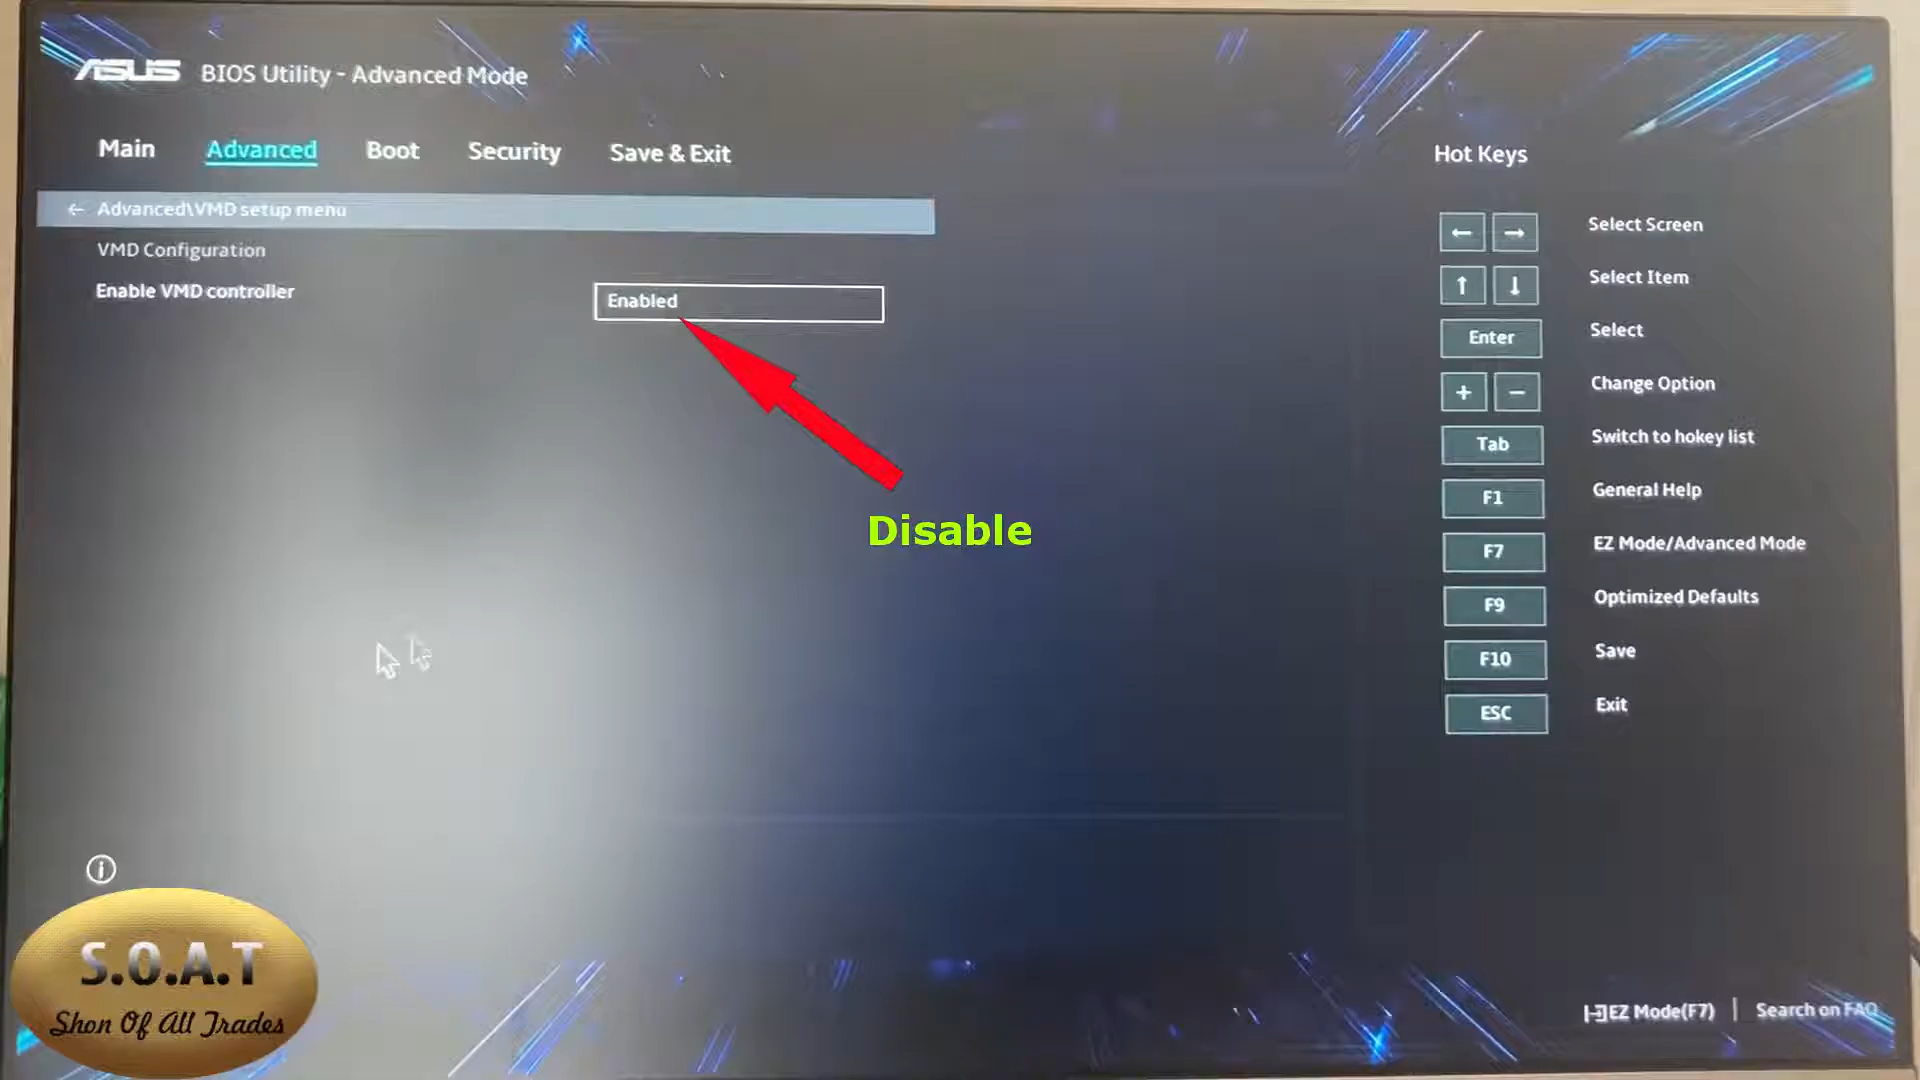 ASUS BIOS Utility - Advanced Mode
Main Advanced Boot Security Save & Exit
← Advanced\VMD setup menu
VMD Configuration
Enable VMD controller Enabled
Disable
Hot Keys
← → Select Screen
↑ ↓ Select Item
Enter Select
+ − Change Option
Tab Switch to hokey list
F1 General Help
F7 EZ Mode/Advanced Mode
F9 Optimized Defaults
F10 Save
ESC Exit
S.O.A.T
Shon Of All Trades
EZ Mode(F7) | Search on FAQ